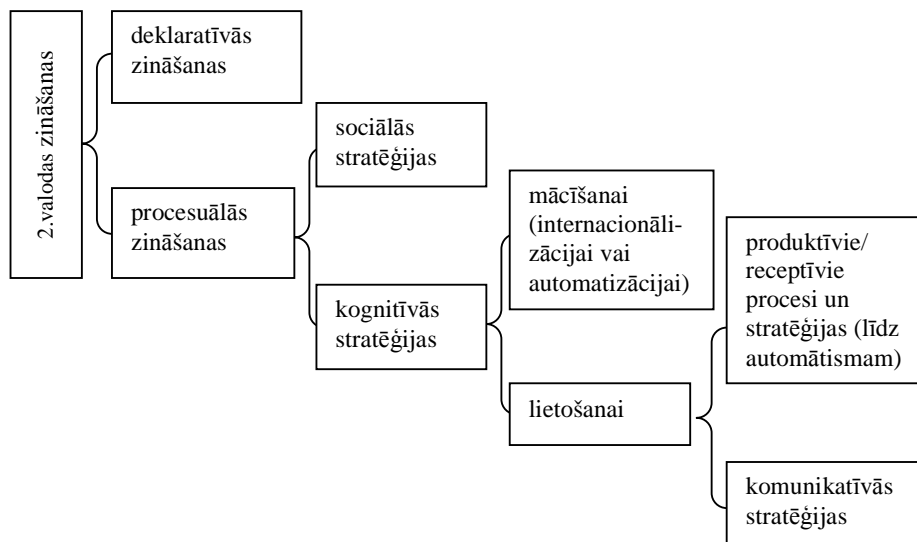 2.valodas zināšanas
deklaratīvās
zināšanas
procesuālās
zināšanas
sociālās
stratēģijas
kognitīvās
stratēģijas
mācīšanai
(internacionāli-
zācijai vai
automatizācijai)
lietošanai
produktīvie/
receptīvie
procesi un
stratēģijas (līdz
automātismam)
komunikatīvās
stratēģijas